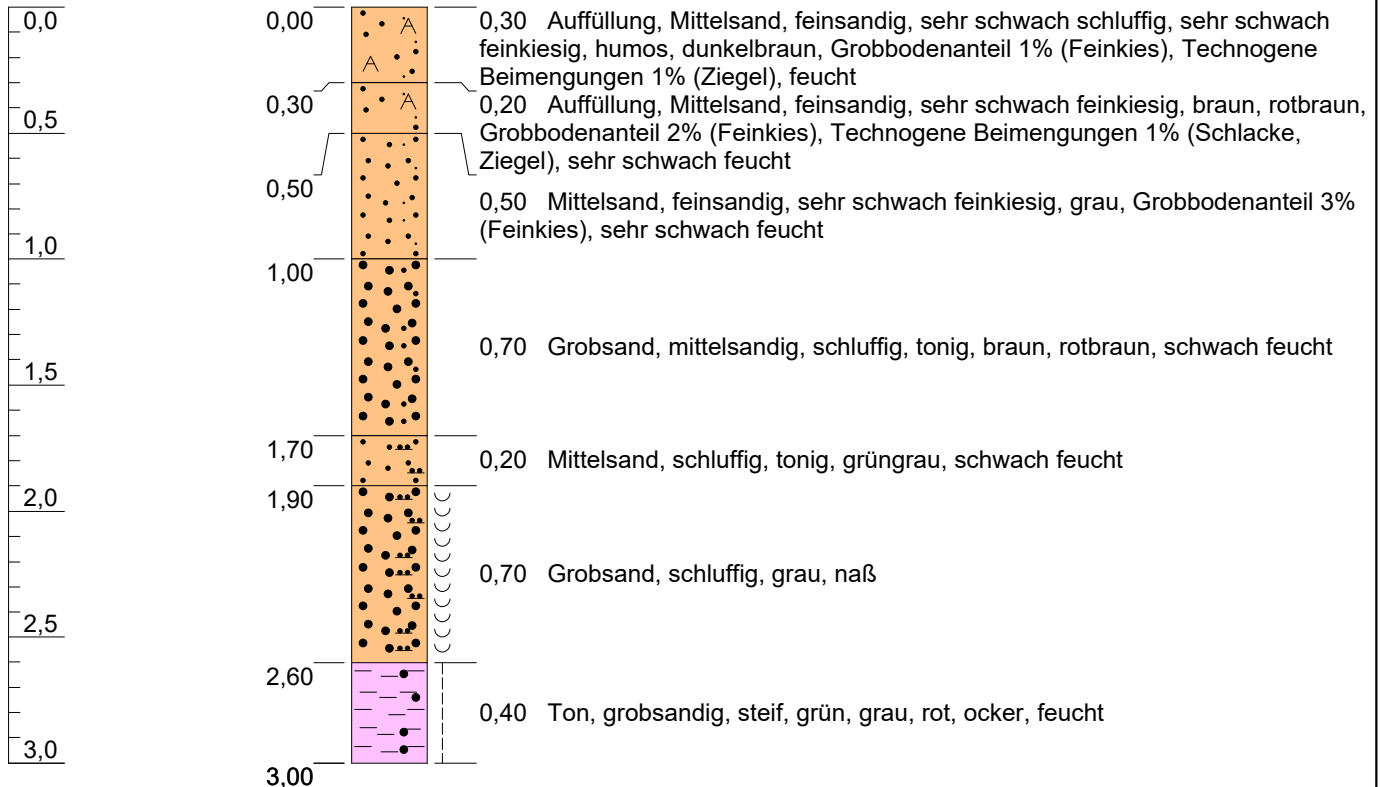 0,0
0,5
1,0
1,5
2,0
2,5
3,0
0,00
0,30
0,50
1,00
1,70
1,90
2,60
3,00
A
A
A
0,30 Auffüllung, Mittelsand, feinsandig, sehr schwach schluffig, sehr schwach
feinkiesig, humos, dunkelbraun, Grobbodenanteil 1% (Feinkies), Technogene
Beimengungen 1% (Ziegel), feucht
0,20 Auffüllung, Mittelsand, feinsandig, sehr schwach feinkiesig, braun, rotbraun,
Grobbodenanteil 2% (Feinkies), Technogene Beimengungen 1% (Schlacke,
Ziegel), sehr schwach feucht
0,50 Mittelsand, feinsandig, sehr schwach feinkiesig, grau, Grobbodenanteil 3%
(Feinkies), sehr schwach feucht
0,70 Grobsand, mittelsandig, schluffig, tonig, braun, rotbraun, schwach feucht
0,20 Mittelsand, schluffig, tonig, grüngrau, schwach feucht
0,70 Grobsand, schluffig, grau, naß
0,40 Ton, grobsandig, steif, grün, grau, rot, ocker, feucht